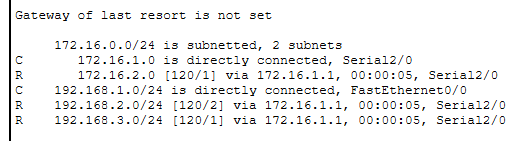 Gateway of last resort is not set
172.16.0.0/24 is subnetted, 2 subnets
C 172.16.1.0 is directly connected, Serial2/0
R 172.16.2.0 [120/1] via 172.16.1.1, 00:00:05, Serial2/0
C 192.168.1.0/24 is directly connected, FastEthernet0/0
R 192.168.2.0/24 [120/2] via 172.16.1.1, 00:00:05, Serial2/0
R 192.168.3.0/24 [120/1] via 172.16.1.1, 00:00:05, Serial2/0